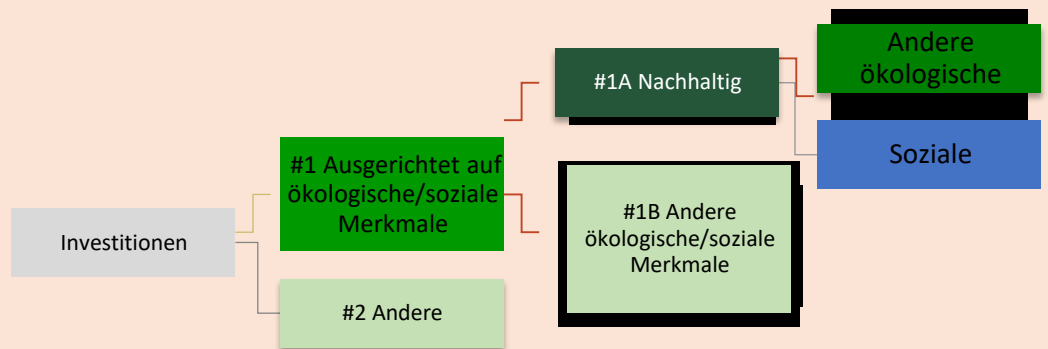 Investitionen
#1 Ausgerichtet auf
ökologische/soziale
Merkmale
#2 Andere
#1A Nachhaltig
#1B Andere
ökologische/soziale
Merkmale
Andere
ökologische
Soziale